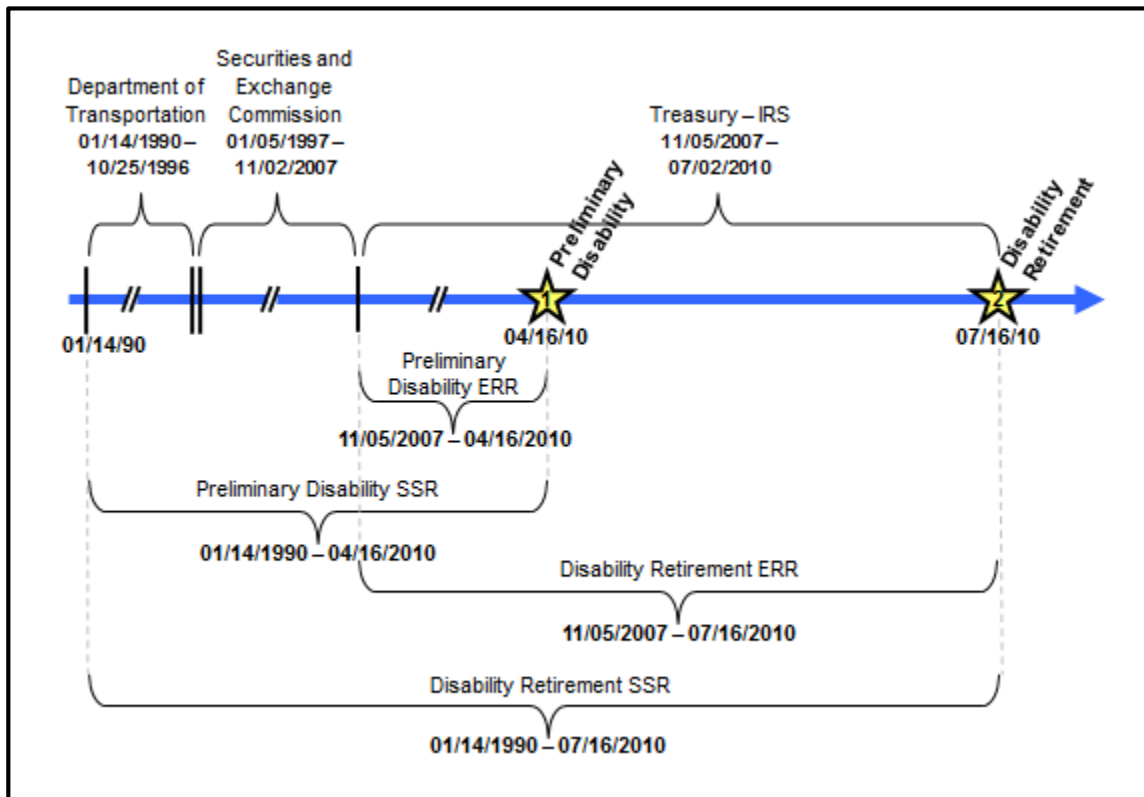 Department of
Transportation
01/14/1990 –
10/25/1996
Securities and
Exchange
Commission
01/05/1997 –
11/02/2007
Treasury – IRS
11/05/2007 –
07/02/2010
Preliminary
Disability
Disability
Retirement
1
2
01/14/90
04/16/10
07/16/10
Preliminary
Disability ERR
11/05/2007 – 04/16/2010
Preliminary Disability SSR
01/14/1990 – 04/16/2010
Disability Retirement ERR
11/05/2007 – 07/16/2010
Disability Retirement SSR
01/14/1990 – 07/16/2010